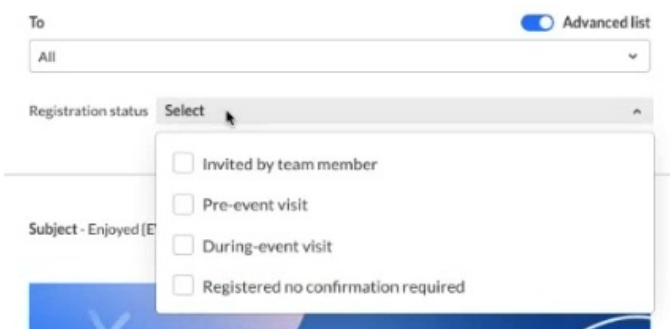 To
Advanced list
All
Registration status Select
Invited by team member
Pre-event visit
During-event visit
Registered no confirmation required
Subject - Enjoyed [E